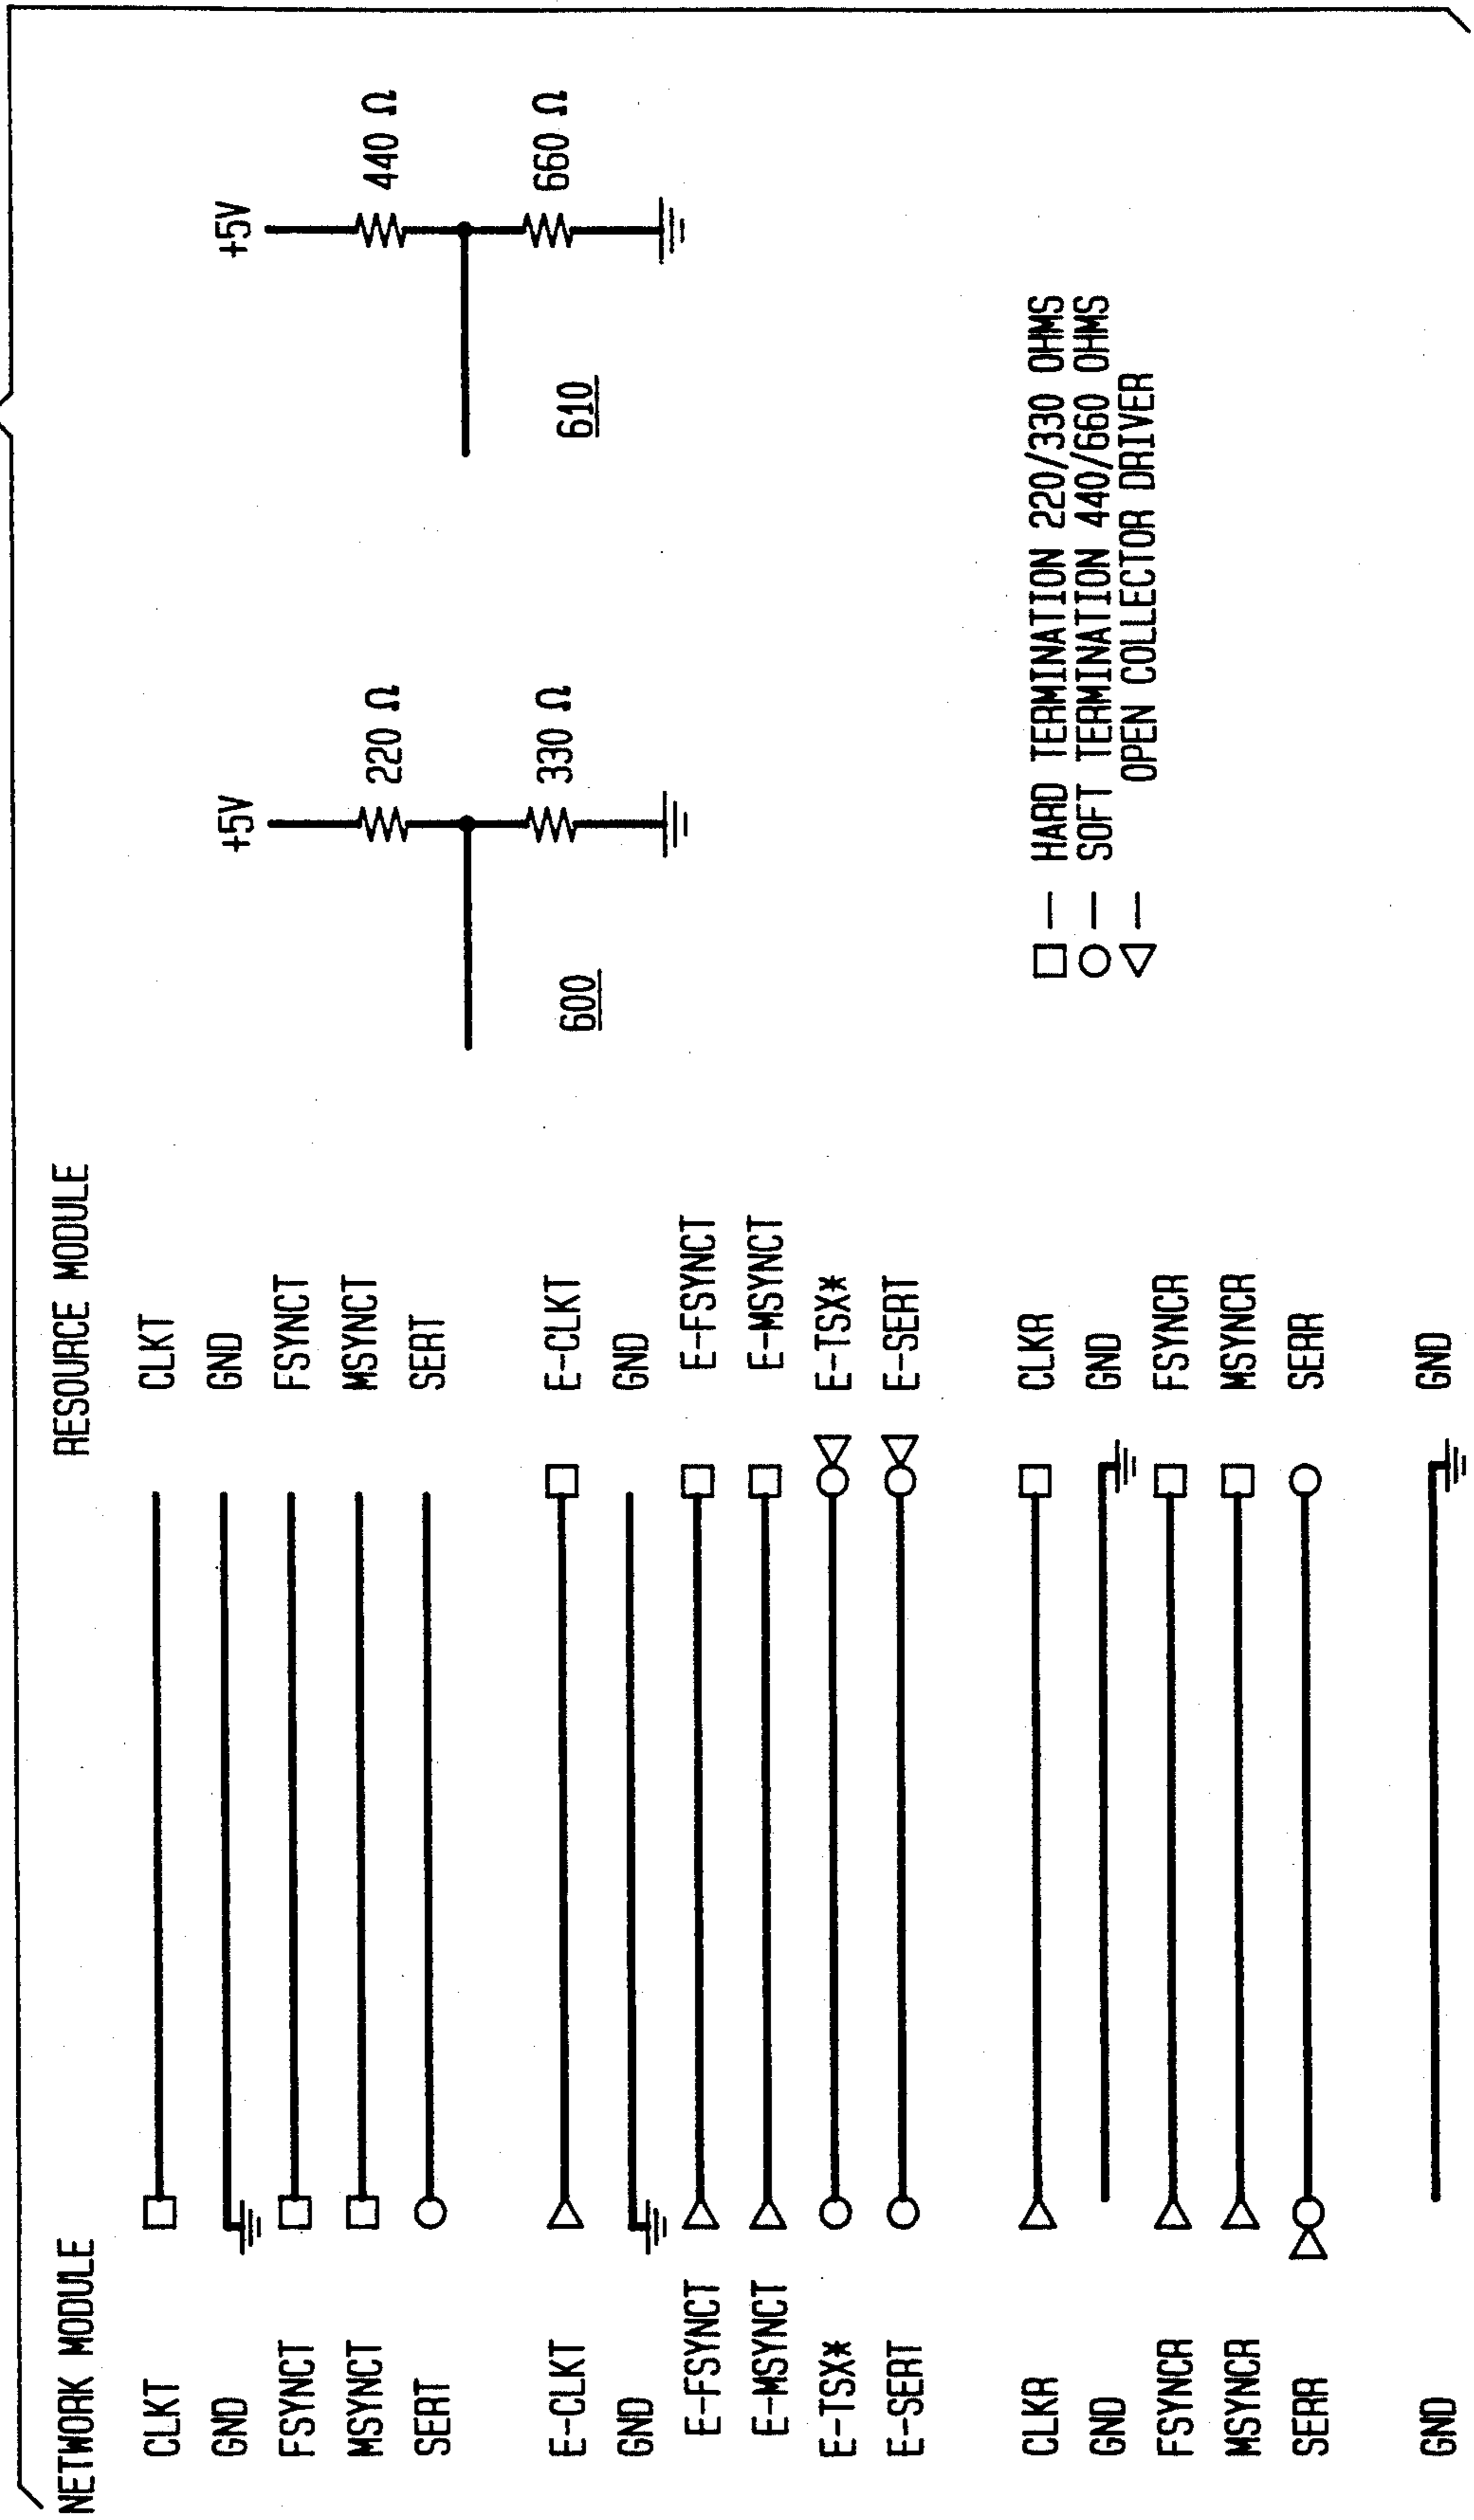 NETWORK MODULE
RESOURCE MODULE
CLKT
CLKT
GND
GND
FSYNCT
FSYNCT
MSYNCT
MSYNCT
SERT
SERT
E-CLKT
E-CLKT
GND
GND
E-FSYNCT
E-FSYNCT
E-MSYNCT
E-MSYNCT
E-TSX*
E-TSX*
E-SERT
E-SERT
CLKR
CLKR
GND
GND
FSYNCR
FSYNCR
MSYNCR
MSYNCR
SERR
SERR
GND
GND
+5V
220 Ω
330 Ω
600
+5V
440 Ω
660 Ω
610
— HARD TERMINATION 220/330 OHMS
— SOFT TERMINATION 440/660 OHMS
— OPEN COLLECTOR DRIVER